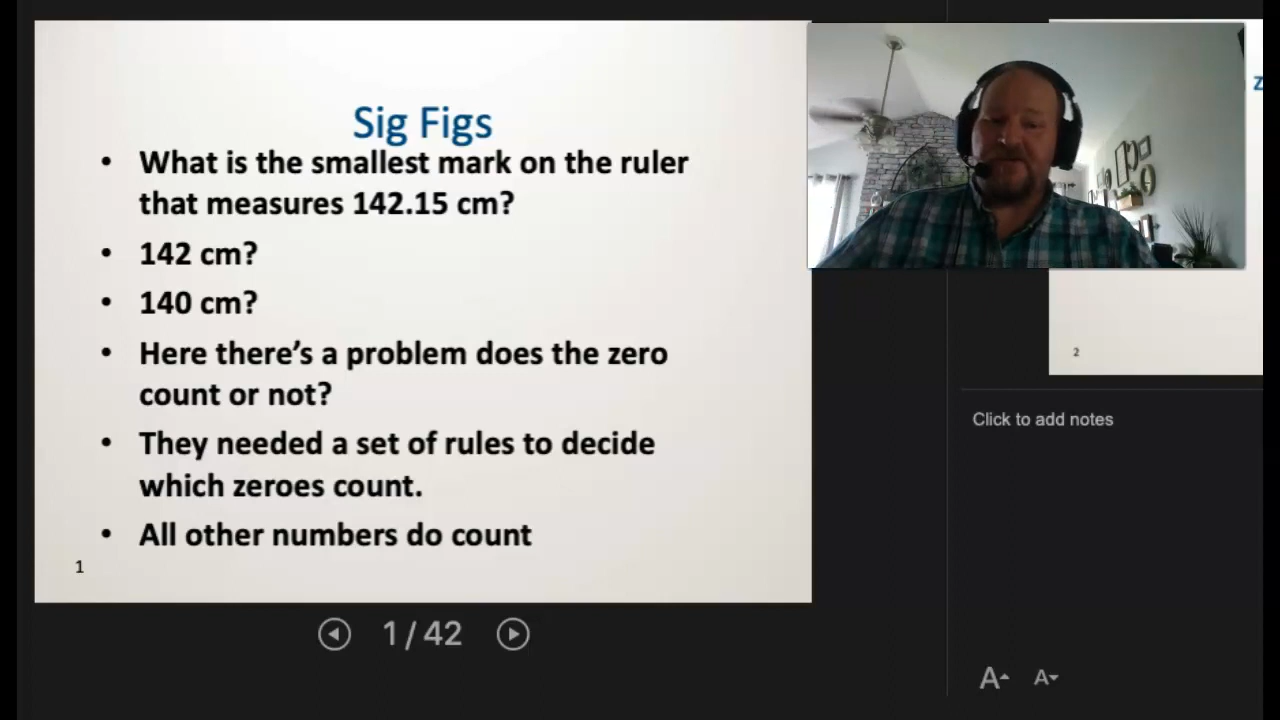 Sig Figs
• What is the smallest mark on the ruler
that measures 142.15 cm?
• 142 cm?
• 140 cm?
• Here there’s a problem does the zero
count or not?
• They needed a set of rules to decide
which zeroes count.
• All other numbers do count
1
1 / 42
Z
2
Click to add notes
A A